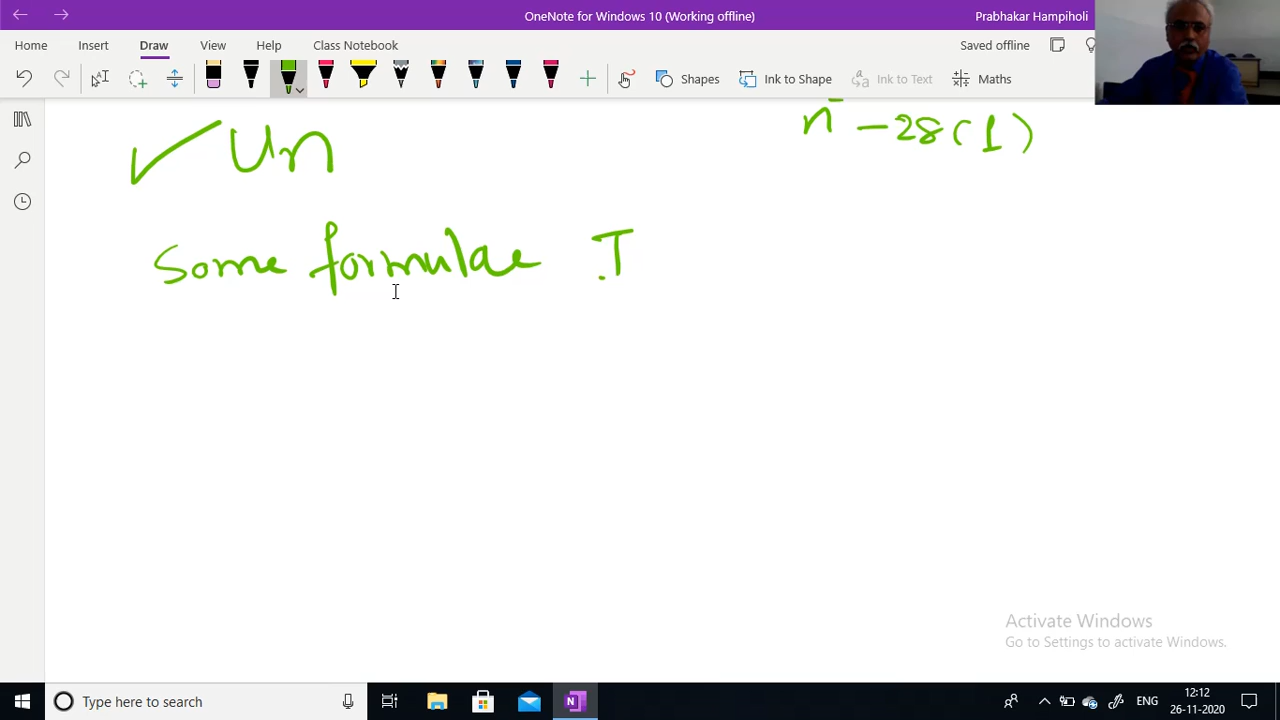 OneNote for Windows 10 (Working offline)
Prabhakar Hampiholi
Home Insert Draw View Help Class Notebook Saved offline
Shapes Ink to Shape Ink to Text Maths
n - 28 (1)
✓ Un
Some formulae I
Activate Windows
Go to Settings to activate Windows.
Type here to search
ENG
12:12
26-11-2020